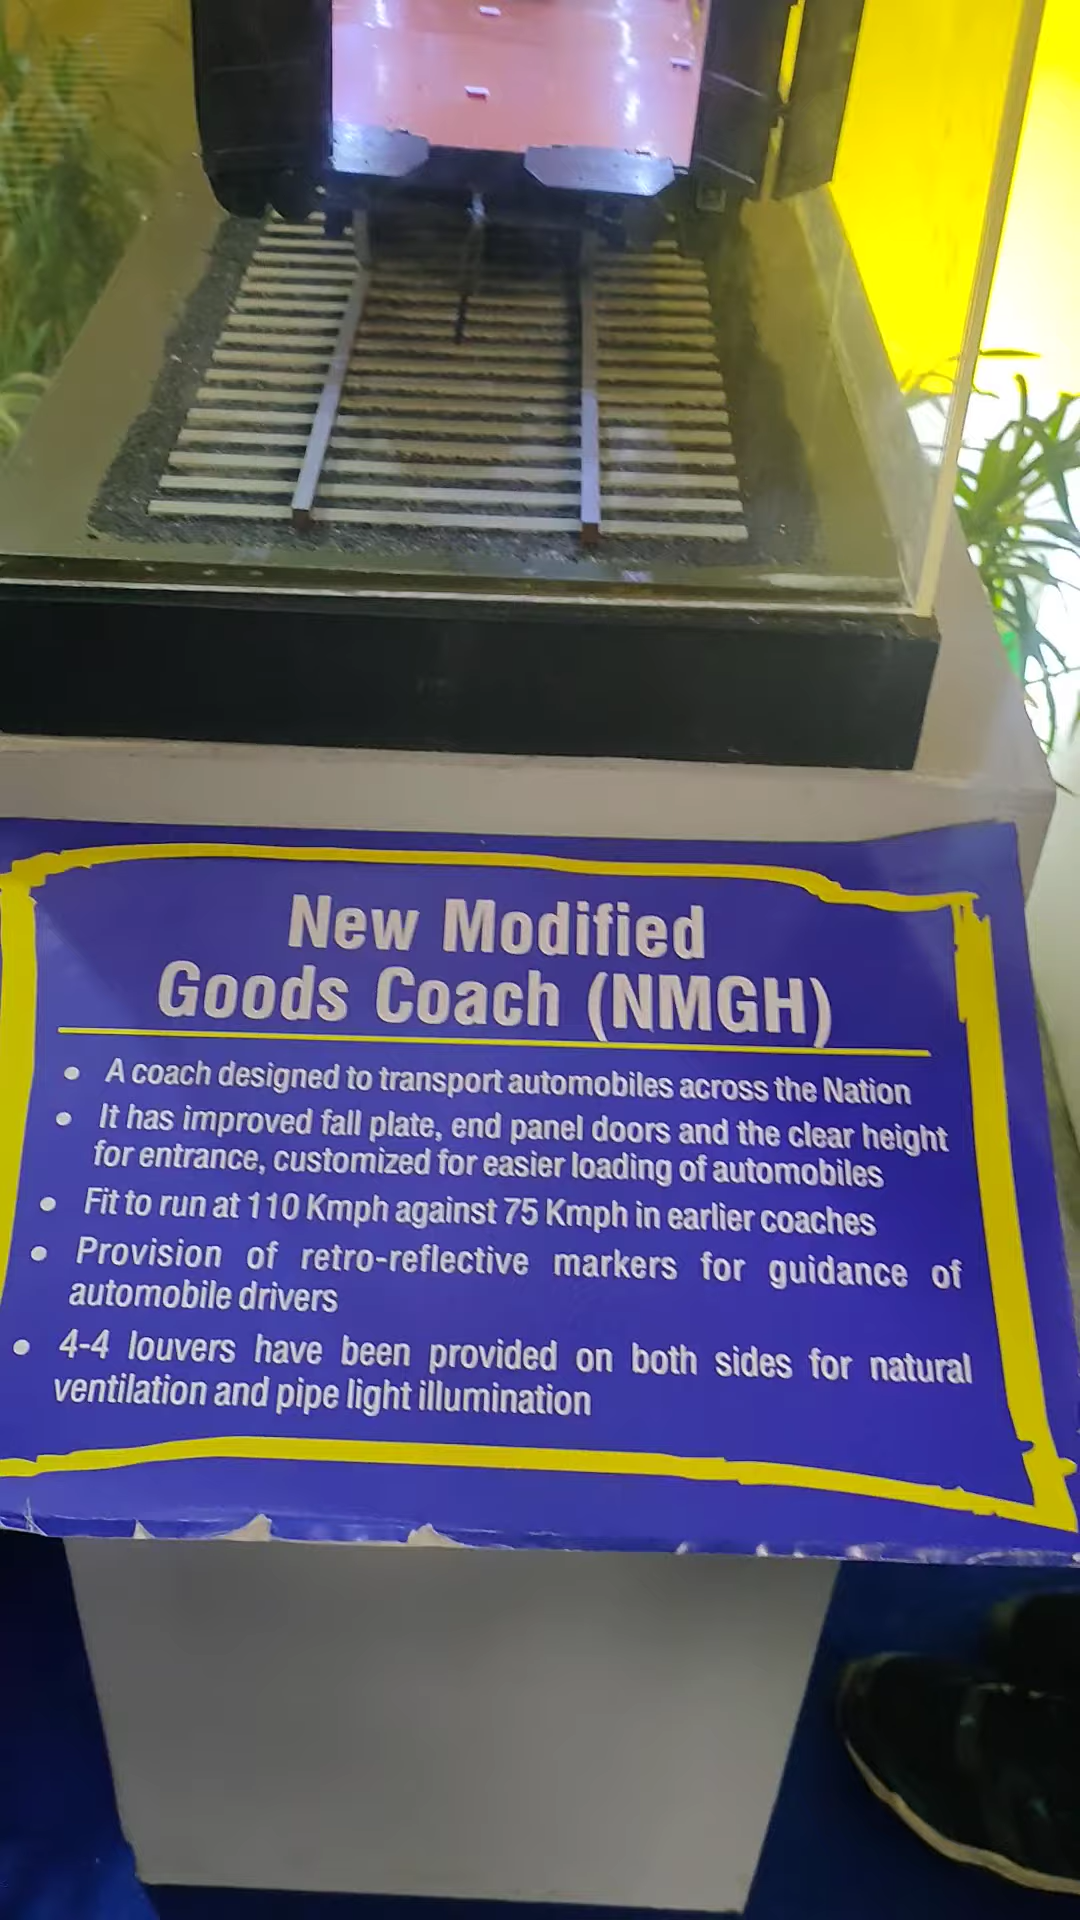 New Modified
Goods Coach (NMGH)
• A coach designed to transport automobiles across the Nation
• It has improved fall plate, end panel doors and the clear height
for entrance, customized for easier loading of automobiles
• Fit to run at 110 Kmph against 75 Kmph in earlier coaches
• Provision of retro-reflective markers for guidance of
automobile drivers
• 4-4 louvers have been provided on both sides for natural
ventilation and pipe light illumination